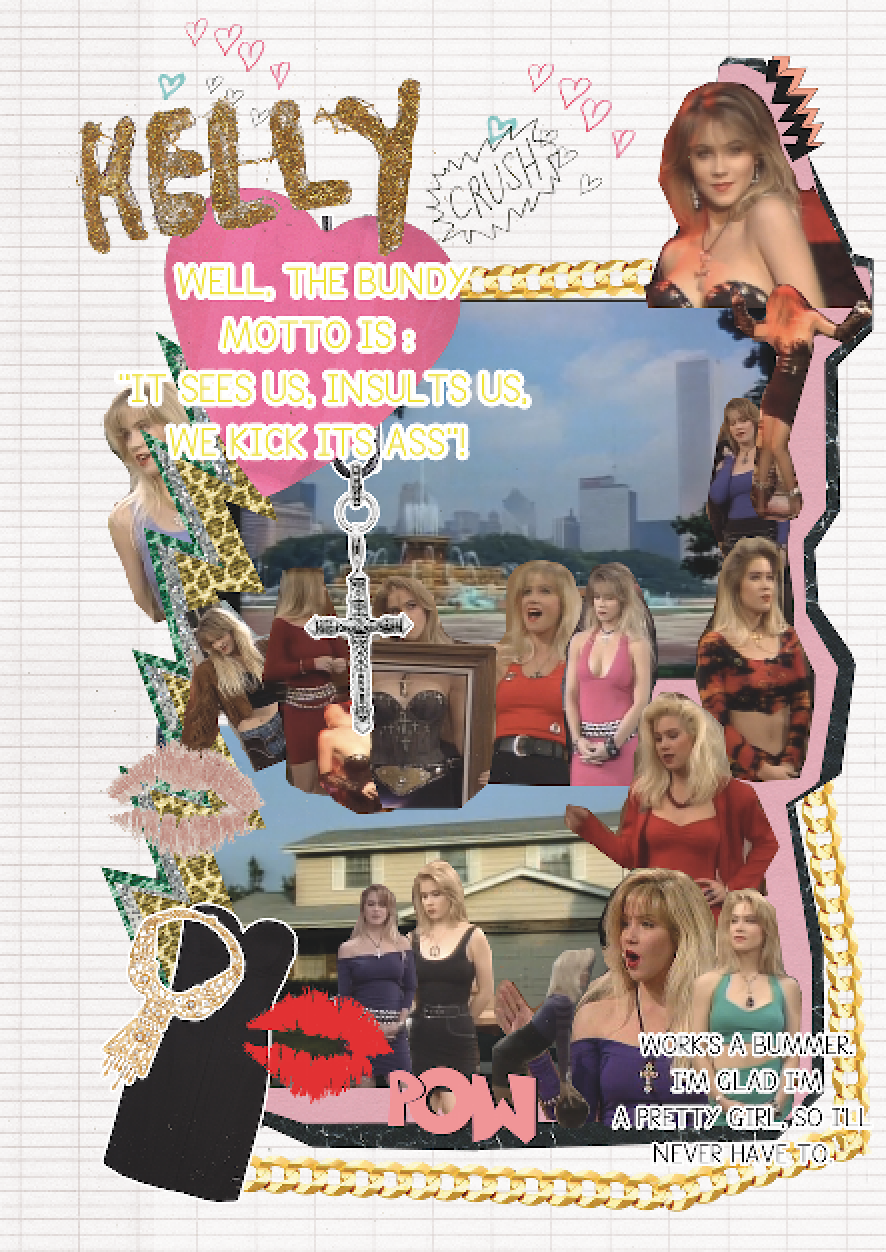 KELLY
CRUSH
WELL, THE BUNDY
MOTTO IS :
"IT SEES US, INSULTS US,
WE KICK ITS ASS"!
POW
WORK'S A BUMMER.
I'M GLAD I'M
A PRETTY GIRL, SO I'LL
NEVER HAVE TO.